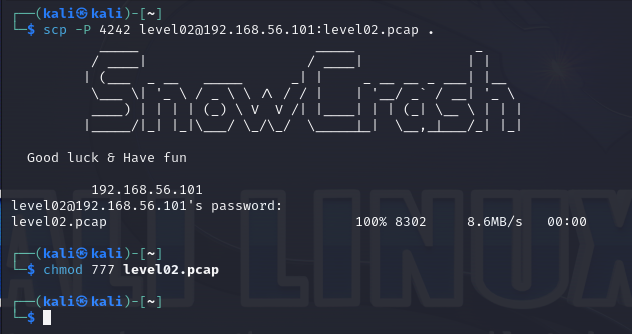 ┌──(kali㉿kali)-[~]
└─$ scp -P 4242 level02@192.168.56.101:level02.pcap .
SnowCrash
Good luck & Have fun
192.168.56.101
level02@192.168.56.101's password:
level02.pcap 100% 8302 8.6MB/s 00:00
┌──(kali㉿kali)-[~]
└─$ chmod 777 level02.pcap
┌──(kali㉿kali)-[~]
└─$
KALI LINUX